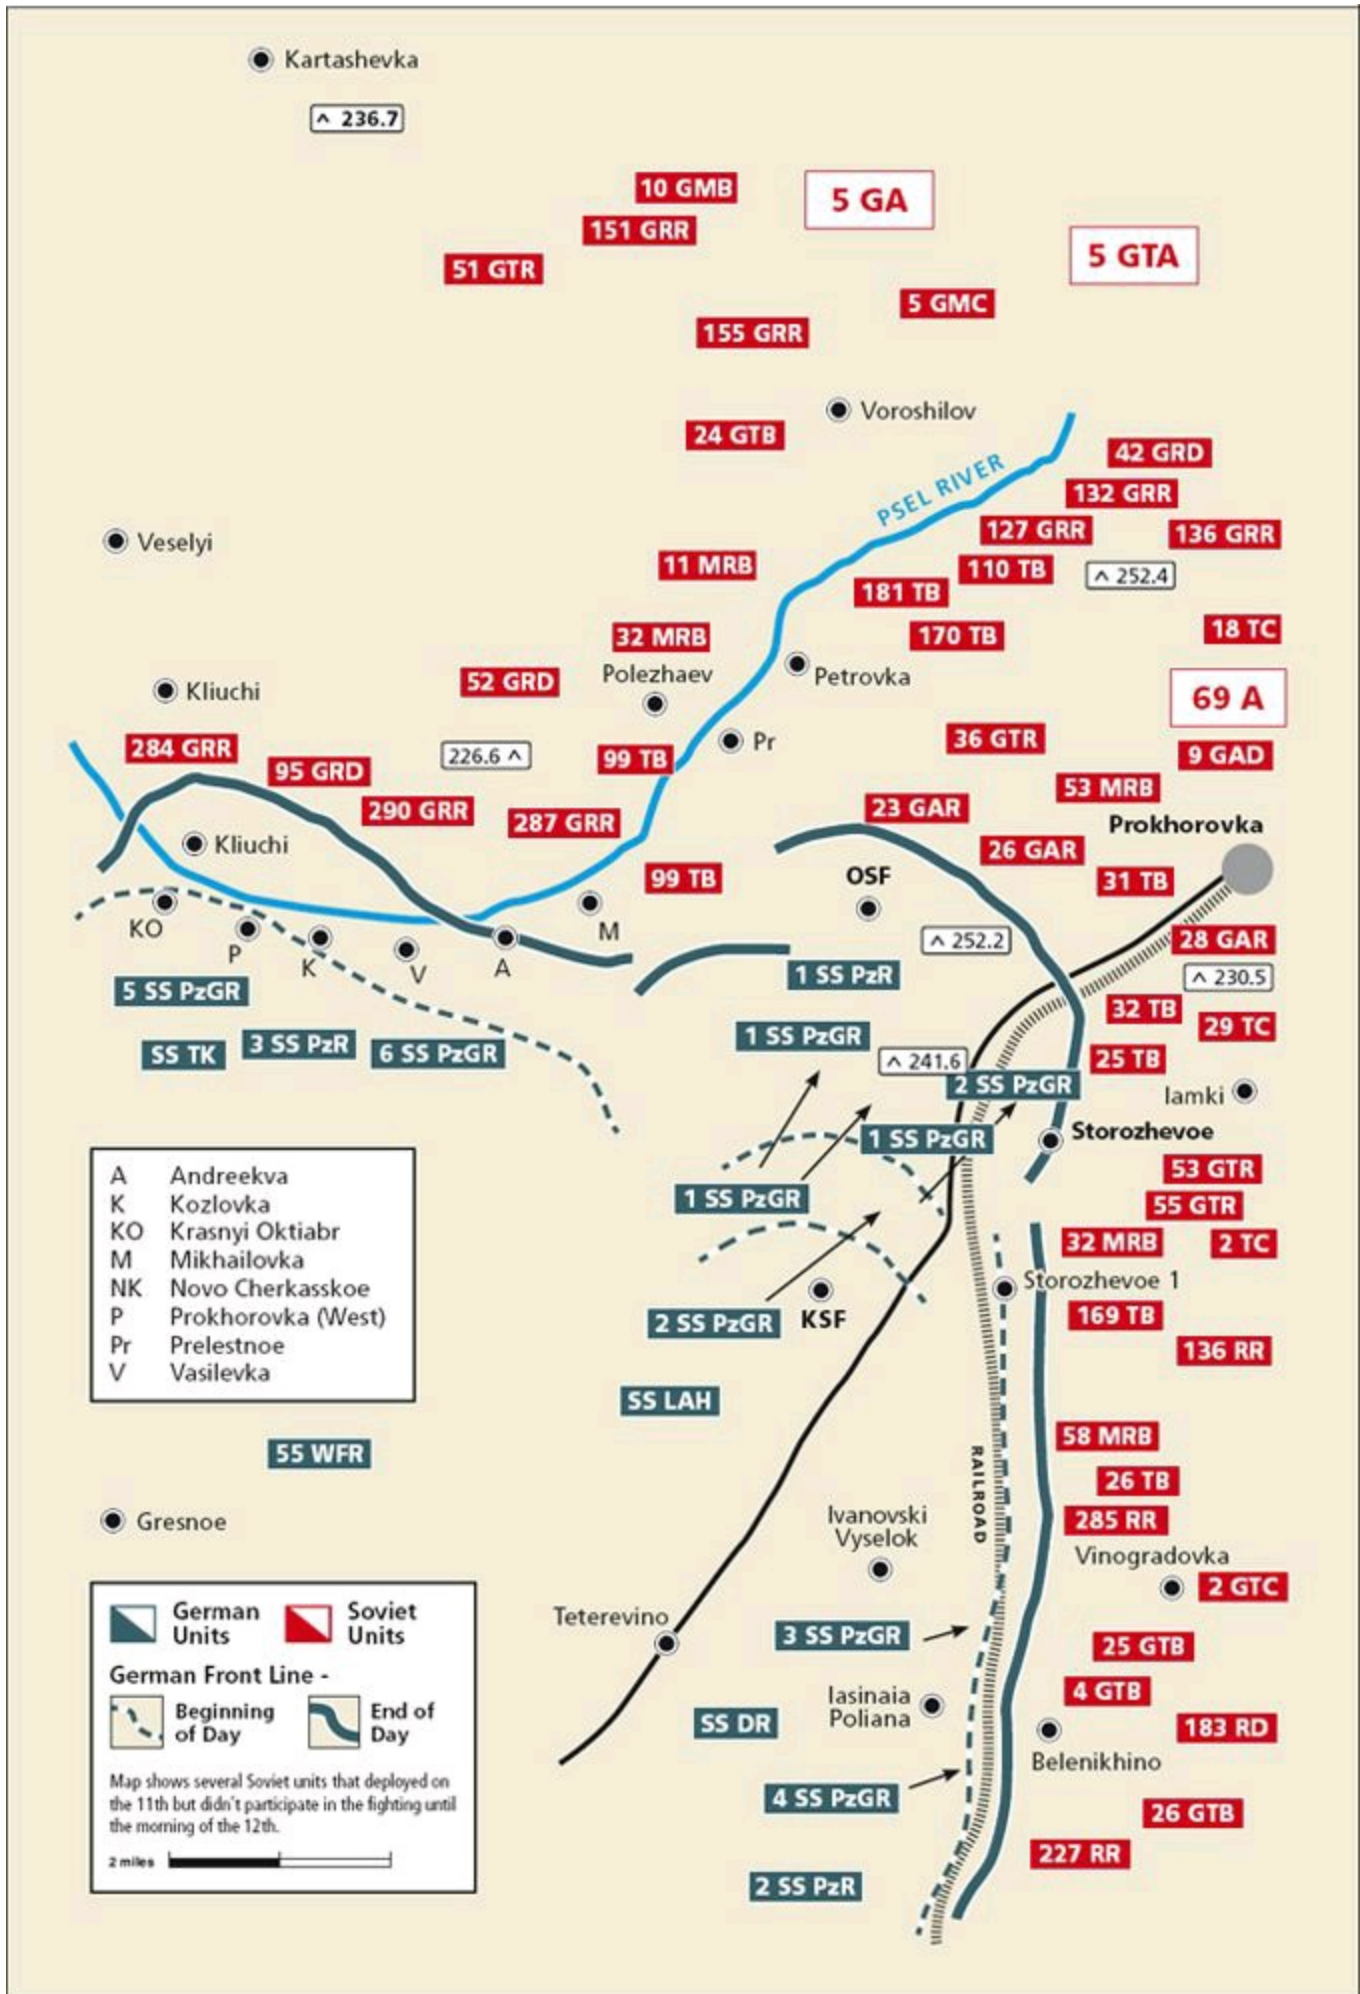 Kartashevka
^ 236.7
10 GMB
5 GA
151 GRR
5 GTA
51 GTR
5 GMC
155 GRR
Voroshilov
24 GTB
42 GRD
PSEL RIVER
132 GRR
127 GRR
136 GRR
Veselyi
11 MRB
110 TB
^ 252.4
181 TB
18 TC
32 MRB
170 TB
Polezhaev
Petrovka
52 GRD
Kliuchi
69 A
284 GRR
226.6 ^
99 TB
Pr
36 GTR
9 GAD
95 GRD
53 MRB
290 GRR
287 GRR
23 GAR
Prokhorovka
Kliuchi
26 GAR
99 TB
OSF
31 TB
KO
M
^ 252.2
28 GAR
P
K
V
A
1 SS PzR
^ 230.5
5 SS PzGR
32 TB
29 TC
SS TK
3 SS PzR
6 SS PzGR
1 SS PzGR
^ 241.6
25 TB
2 SS PzGR
Iamki
1 SS PzGR
Storozhevoe
53 GTR
1 SS PzGR
55 GTR
32 MRB
2 TC
Storozhevoe 1
2 SS PzGR
KSF
169 TB
136 RR
A Andreekva
K Kozlovka
KO Krasnyi Oktiabr
M Mikhailovka
NK Novo Cherkasskoe
P Prokhorovka (West)
Pr Prelestnoe
V Vasilevka
SS LAH
55 WFR
58 MRB
RAILROAD
26 TB
Gresnoe
Ivanovski
Vyselok
285 RR
Vinogradovka
2 GTC
Teterevino
3 SS PzGR
25 GTB
4 GTB
Iasinaia
Poliana
SS DR
183 RD
Belenikhino
4 SS PzGR
26 GTB
227 RR
2 SS PzR
German
Units
Soviet
Units
German Front Line -
Beginning
of Day
End of
Day
Map shows several Soviet units that deployed on
the 11th but didn't participate in the fighting until
the morning of the 12th.
2 miles